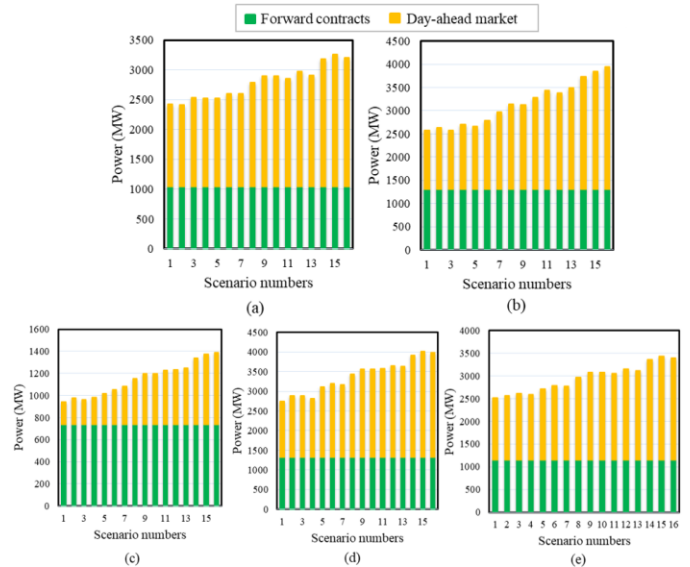 Forward contracts Day-ahead market
Power (MW)
3500
3000
2500
2000
1500
1000
500
0
1 3 5 7 9 11 13 15
Scenario numbers
(a)
Power (MW)
4500
4000
3500
3000
2500
2000
1500
1000
500
0
1 3 5 7 9 11 13 15
Scenario numbers
(b)
Power (MW)
1600
1400
1200
1000
800
600
400
200
0
1 3 5 7 9 11 13 15
Scenario numbers
(c)
Power (MW)
4500
4000
3500
3000
2500
2000
1500
1000
500
0
1 3 5 7 9 11 13 15
Scenario numbers
(d)
Power (MW)
4000
3500
3000
2500
2000
1500
1000
500
0
1 2 3 4 5 6 7 8 9 10 11 12 13 14 15 16
Scenario numbers
(e)